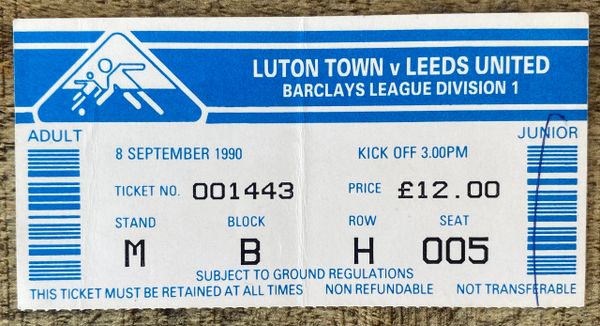 LUTON TOWN v LEEDS UNITED
BARCLAYS LEAGUE DIVISION 1
ADULT JUNIOR
8 SEPTEMBER 1990 KICK OFF 3.00PM
TICKET NO. 001443 PRICE £12.00
STAND BLOCK ROW SEAT
M B H 005
SUBJECT TO GROUND REGULATIONS
THIS TICKET MUST BE RETAINED AT ALL TIMES NON REFUNDABLE NOT TRANSFERABLE